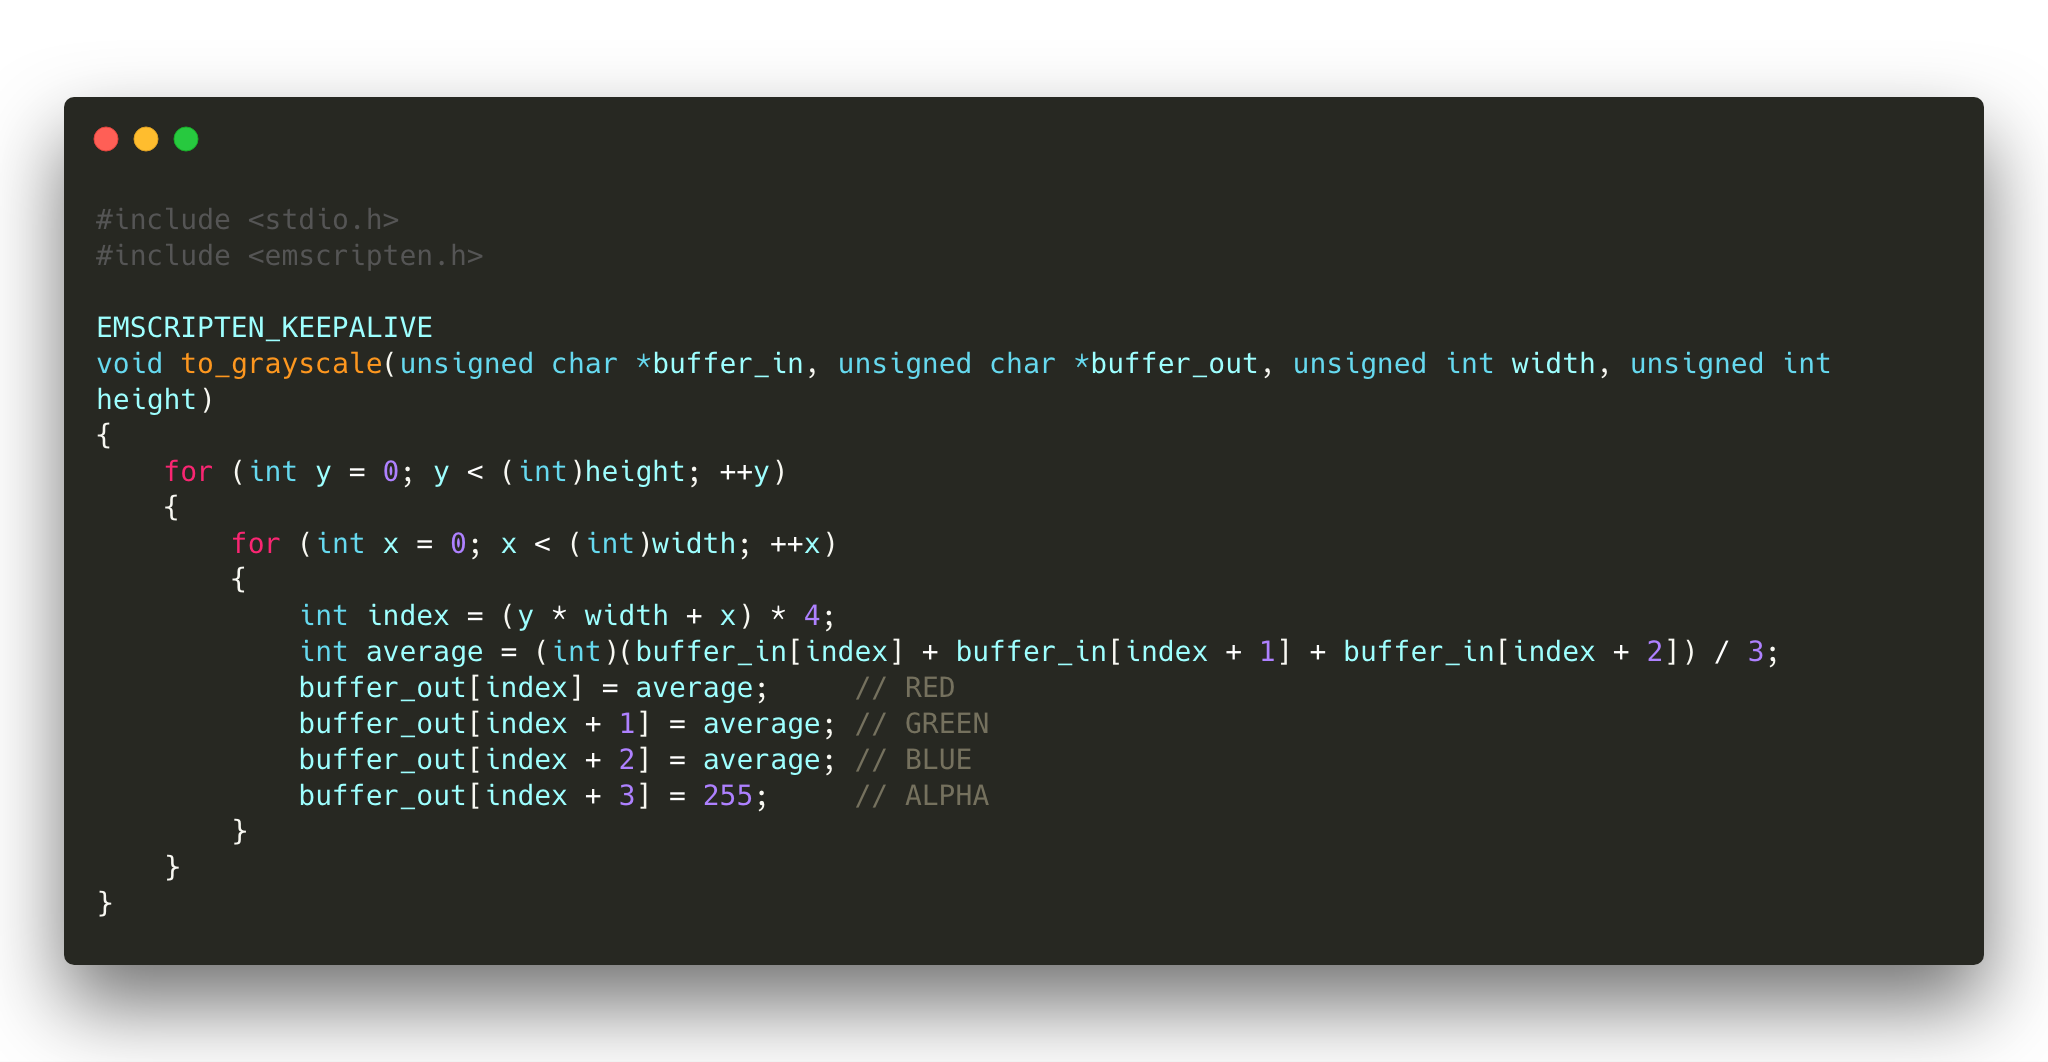 #include <stdio.h>
#include <emscripten.h>

EMSCRIPTEN_KEEPALIVE
void to_grayscale(unsigned char *buffer_in, unsigned char *buffer_out, unsigned int width, unsigned int
height)
{
    for (int y = 0; y < (int)height; ++y)
    {
        for (int x = 0; x < (int)width; ++x)
        {
            int index = (y * width + x) * 4;
            int average = (int)(buffer_in[index] + buffer_in[index + 1] + buffer_in[index + 2]) / 3;
            buffer_out[index] = average;     // RED
            buffer_out[index + 1] = average; // GREEN
            buffer_out[index + 2] = average; // BLUE
            buffer_out[index + 3] = 255;     // ALPHA
        }
    }
}